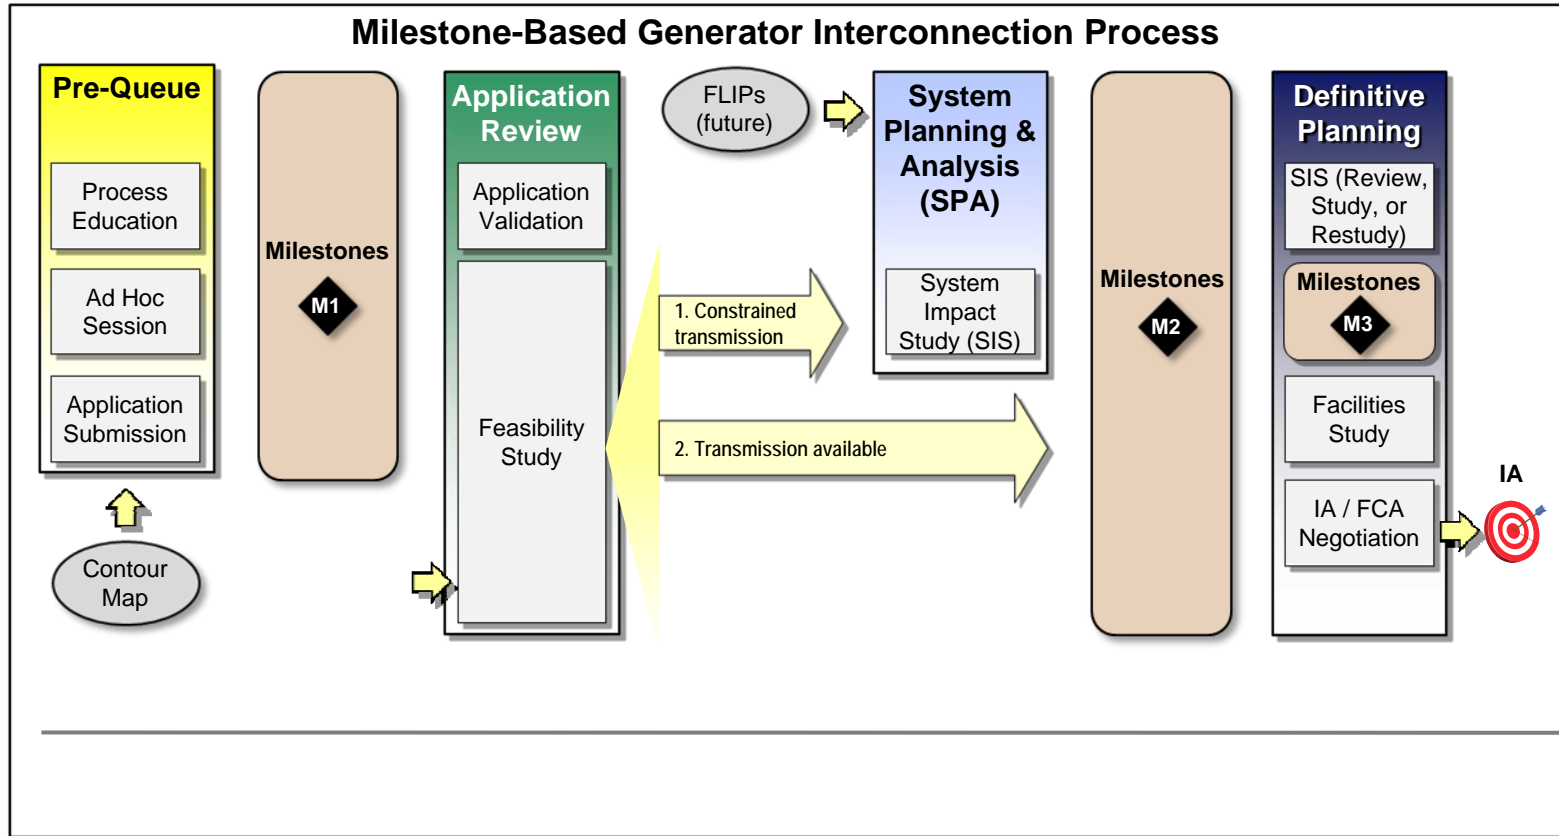 Milestone-Based Generator Interconnection Process
Pre-Queue
Process
Education
Ad Hoc
Session
Application
Submission
Contour
Map
Milestones
M1
Application
Review
Application
Validation
Feasibility
Study
FLIPs
(future)
1. Constrained
transmission
2. Transmission available
System
Planning &
Analysis
(SPA)
System
Impact
Study (SIS)
Milestones
M2
Definitive
Planning
SIS (Review,
Study, or
Restudy)
Milestones
M3
Facilities
Study
IA / FCA
Negotiation
IA